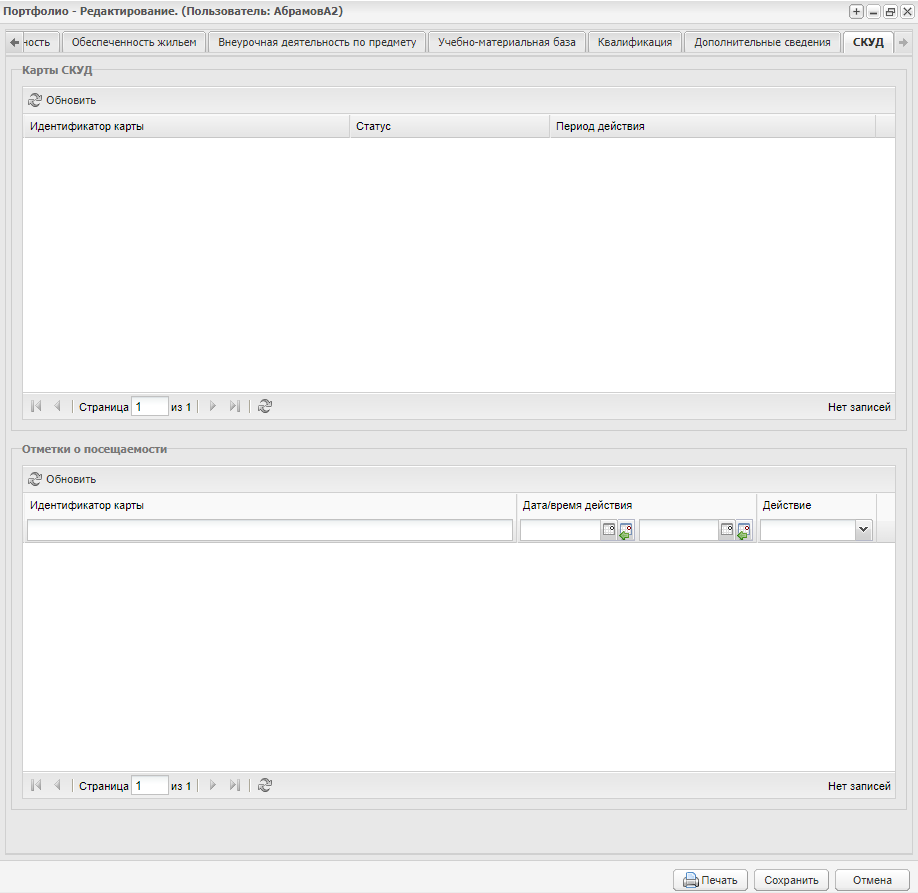 Портфолио - Редактирование. (Пользователь: АбрамовА2)
ность Обеспеченность жильем Внеурочная деятельность по предмету Учебно-материальная база Квалификация Дополнительные сведения СКУД
Карты СКУД
Обновить
Идентификатор карты Статус Период действия
Страница 1 из 1 Нет записей
Отметки о посещаемости
Обновить
Идентификатор карты Дата/время действия Действие
Страница 1 из 1 Нет записей
Печать Сохранить Отмена